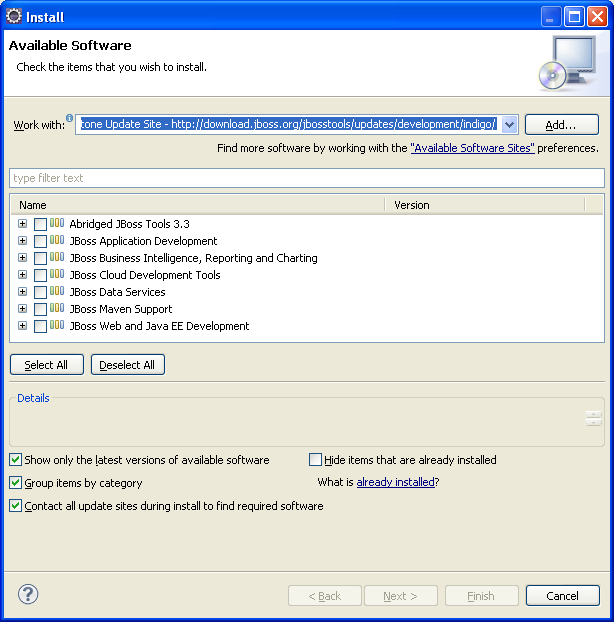 Install
Available Software
Check the items that you wish to install.
Work with: tone Update Site - http://download.jboss.org/jbosstools/updates/development/indigo/ Add...
Find more software by working with the "Available Software Sites" preferences.
type filter text
Name Version
Abridged JBoss Tools 3.3
JBoss Application Development
JBoss Business Intelligence, Reporting and Charting
JBoss Cloud Development Tools
JBoss Data Services
JBoss Maven Support
JBoss Web and Java EE Development
Select All Deselect All
Details
Show only the latest versions of available software Hide items that are already installed
Group items by category What is already installed?
Contact all update sites during install to find required software
? < Back Next > Finish Cancel